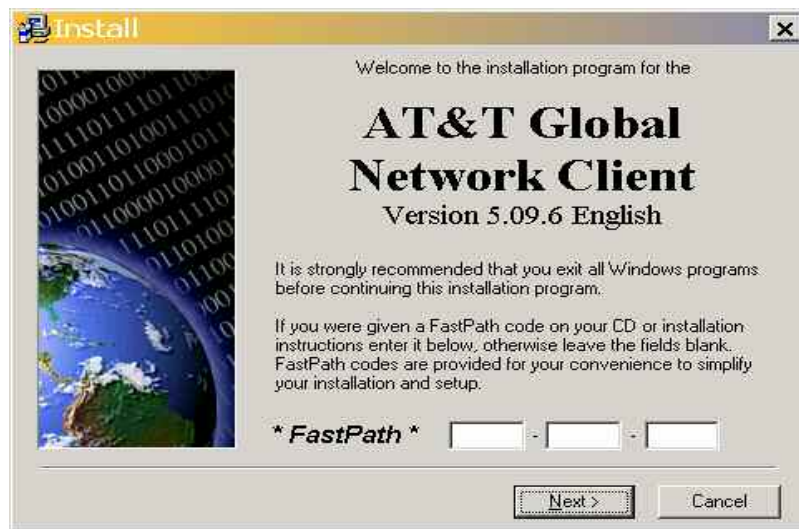 Install
Welcome to the installation program for the
AT&T Global
Network Client
Version 5.09.6 English
It is strongly recommended that you exit all Windows programs
before continuing this installation program.
If you were given a FastPath code on your CD or installation
instructions enter it below, otherwise leave the fields blank.
FastPath codes are provided for your convenience to simplify
your installation and setup.
* FastPath * - -
Next > Cancel